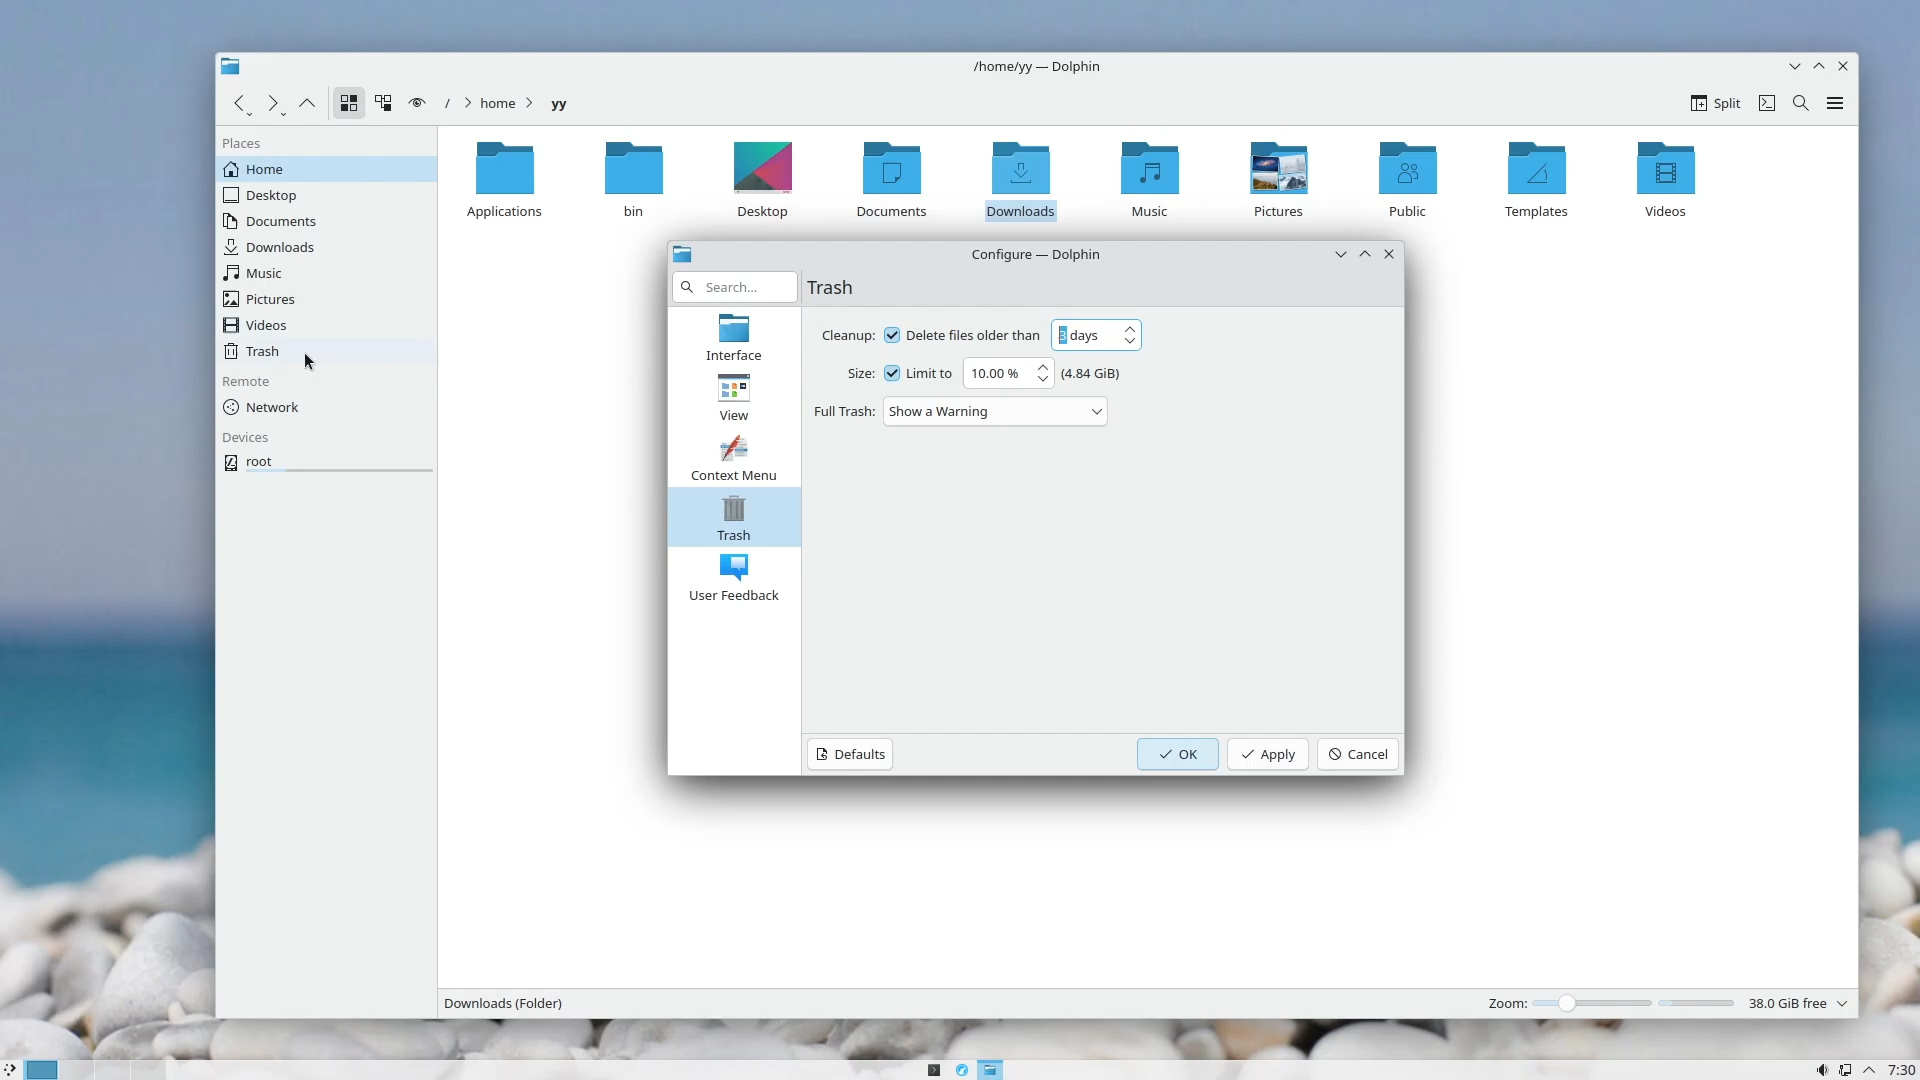 /home/yy — Dolphin
/ > home > yy
Split
Places
Home
Desktop
Documents
Downloads
Music
Pictures
Videos
Trash
Remote
Network
Devices
root
Applications
bin
Desktop
Documents
Downloads
Music
Pictures
Public
Templates
Videos
Configure — Dolphin
Search...
Trash
Interface
View
Context Menu
Trash
User Feedback
Cleanup: Delete files older than 3 days
Size: Limit to 10.00 % (4.84 GiB)
Full Trash: Show a Warning
Defaults
OK
Apply
Cancel
Downloads (Folder)
Zoom:
38.0 GiB free
7:30